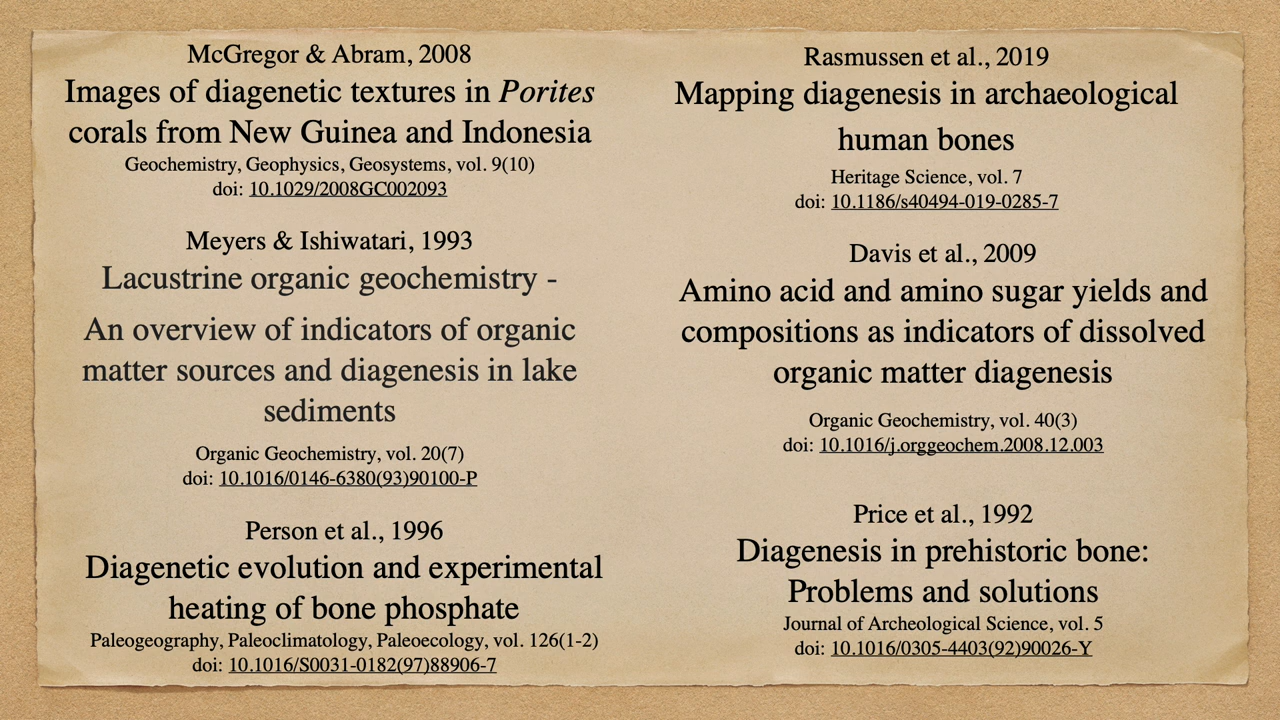 McGregor & Abram, 2008
Images of diagenetic textures in Porites
corals from New Guinea and Indonesia
Geochemistry, Geophysics, Geosystems, vol. 9(10)
doi: 10.1029/2008GC002093
Meyers & Ishiwatari, 1993
Lacustrine organic geochemistry -
An overview of indicators of organic
matter sources and diagenesis in lake
sediments
Organic Geochemistry, vol. 20(7)
doi: 10.1016/0146-6380(93)90100-P
Person et al., 1996
Diagenetic evolution and experimental
heating of bone phosphate
Paleogeography, Paleoclimatology, Paleoecology, vol. 126(1-2)
doi: 10.1016/S0031-0182(97)88906-7
Rasmussen et al., 2019
Mapping diagenesis in archaeological
human bones
Heritage Science, vol. 7
doi: 10.1186/s40494-019-0285-7
Davis et al., 2009
Amino acid and amino sugar yields and
compositions as indicators of dissolved
organic matter diagenesis
Organic Geochemistry, vol. 40(3)
doi: 10.1016/j.orggeochem.2008.12.003
Price et al., 1992
Diagenesis in prehistoric bone:
Problems and solutions
Journal of Archeological Science, vol. 5
doi: 10.1016/0305-4403(92)90026-Y